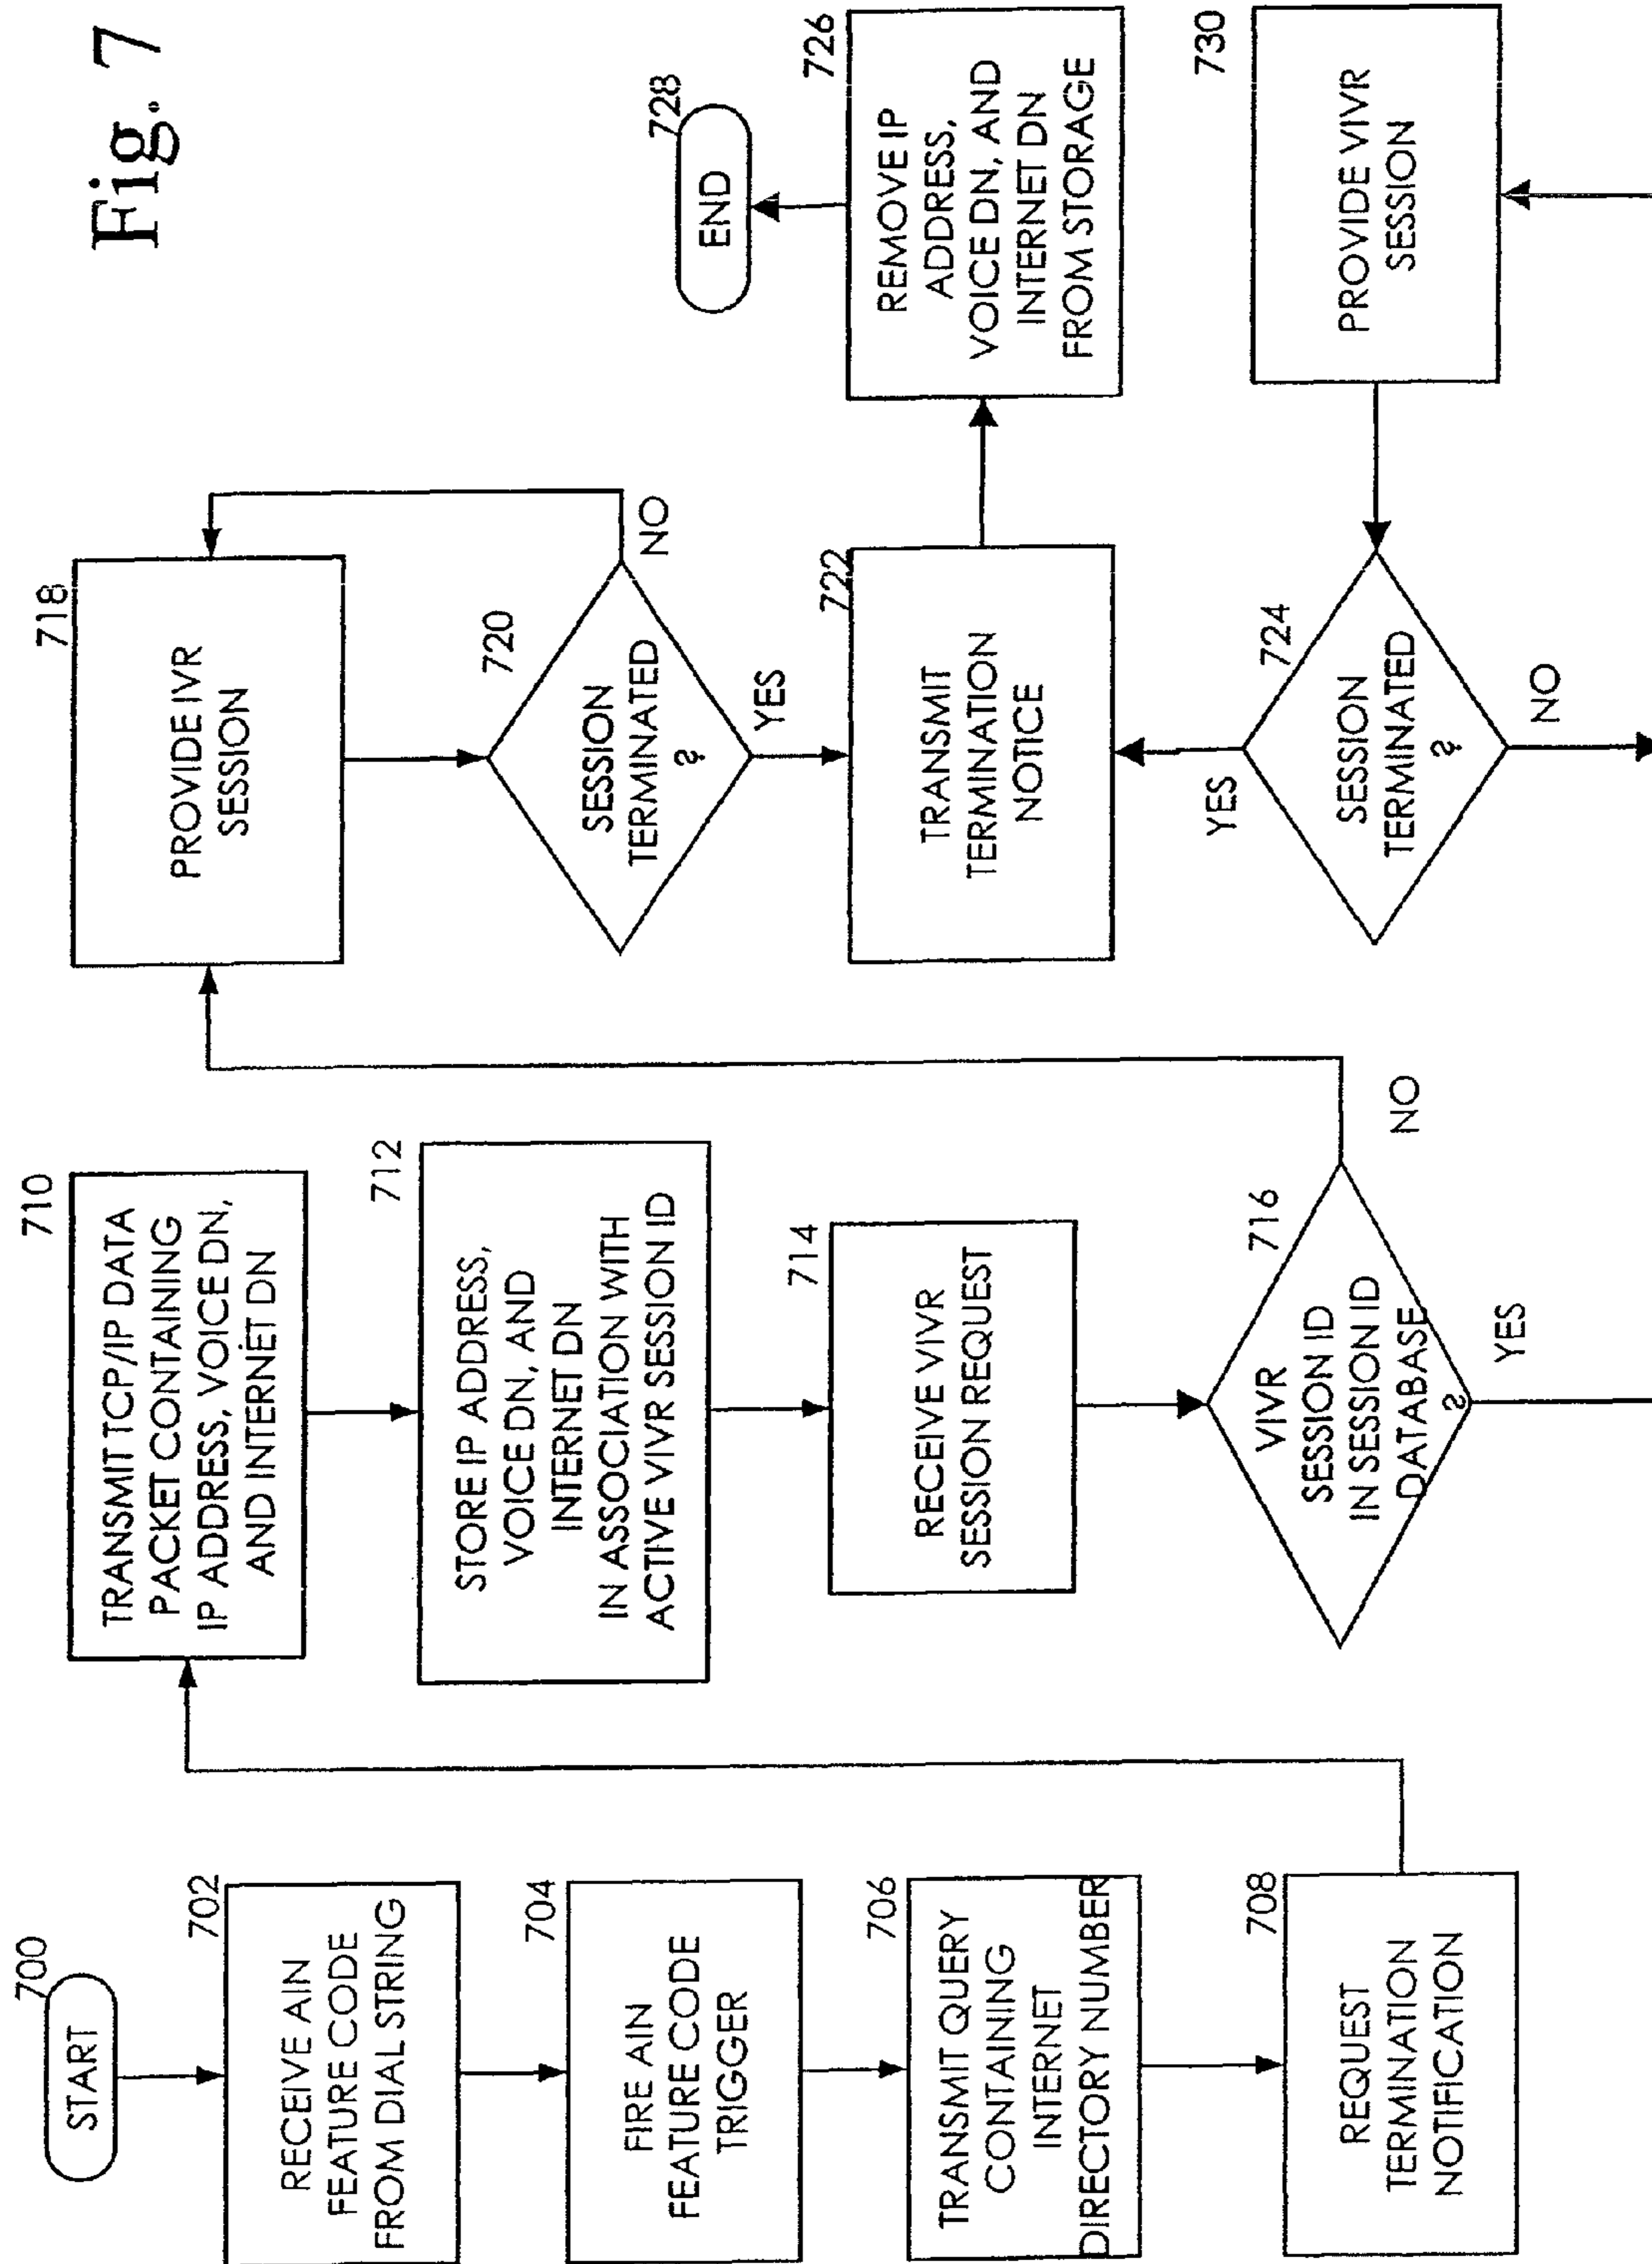 Fig. 7
700
START
702
RECEIVE AIN
FEATURE CODE
FROM DIAL STRING
704
FIRE AIN
FEATURE CODE
TRIGGER
706
TRANSMIT QUERY
CONTAINING
INTERNET
DIRECTORY NUMBER
708
REQUEST
TERMINATION
NOTIFICATION
710
TRANSMIT TCP/IP DATA
PACKET CONTAINING
IP ADDRESS, VOICE DN,
AND INTERNET DN
712
STORE IP ADDRESS,
VOICE DN, AND
INTERNET DN
IN ASSOCIATION WITH
ACTIVE VIVR SESSION ID
714
RECEIVE VIVR
SESSION REQUEST
716
VIVR
SESSION ID
IN SESSION ID
DATABASE
?
NO
YES
718
PROVIDE IVR
SESSION
720
SESSION
TERMINATED
?
NO
YES
722
TRANSMIT
TERMINATION
NOTICE
724
SESSION
TERMINATED
?
YES
NO
728
END
726
REMOVE IP
ADDRESS,
VOICE DN, AND
INTERNET DN
FROM STORAGE
730
PROVIDE VIVR
SESSION